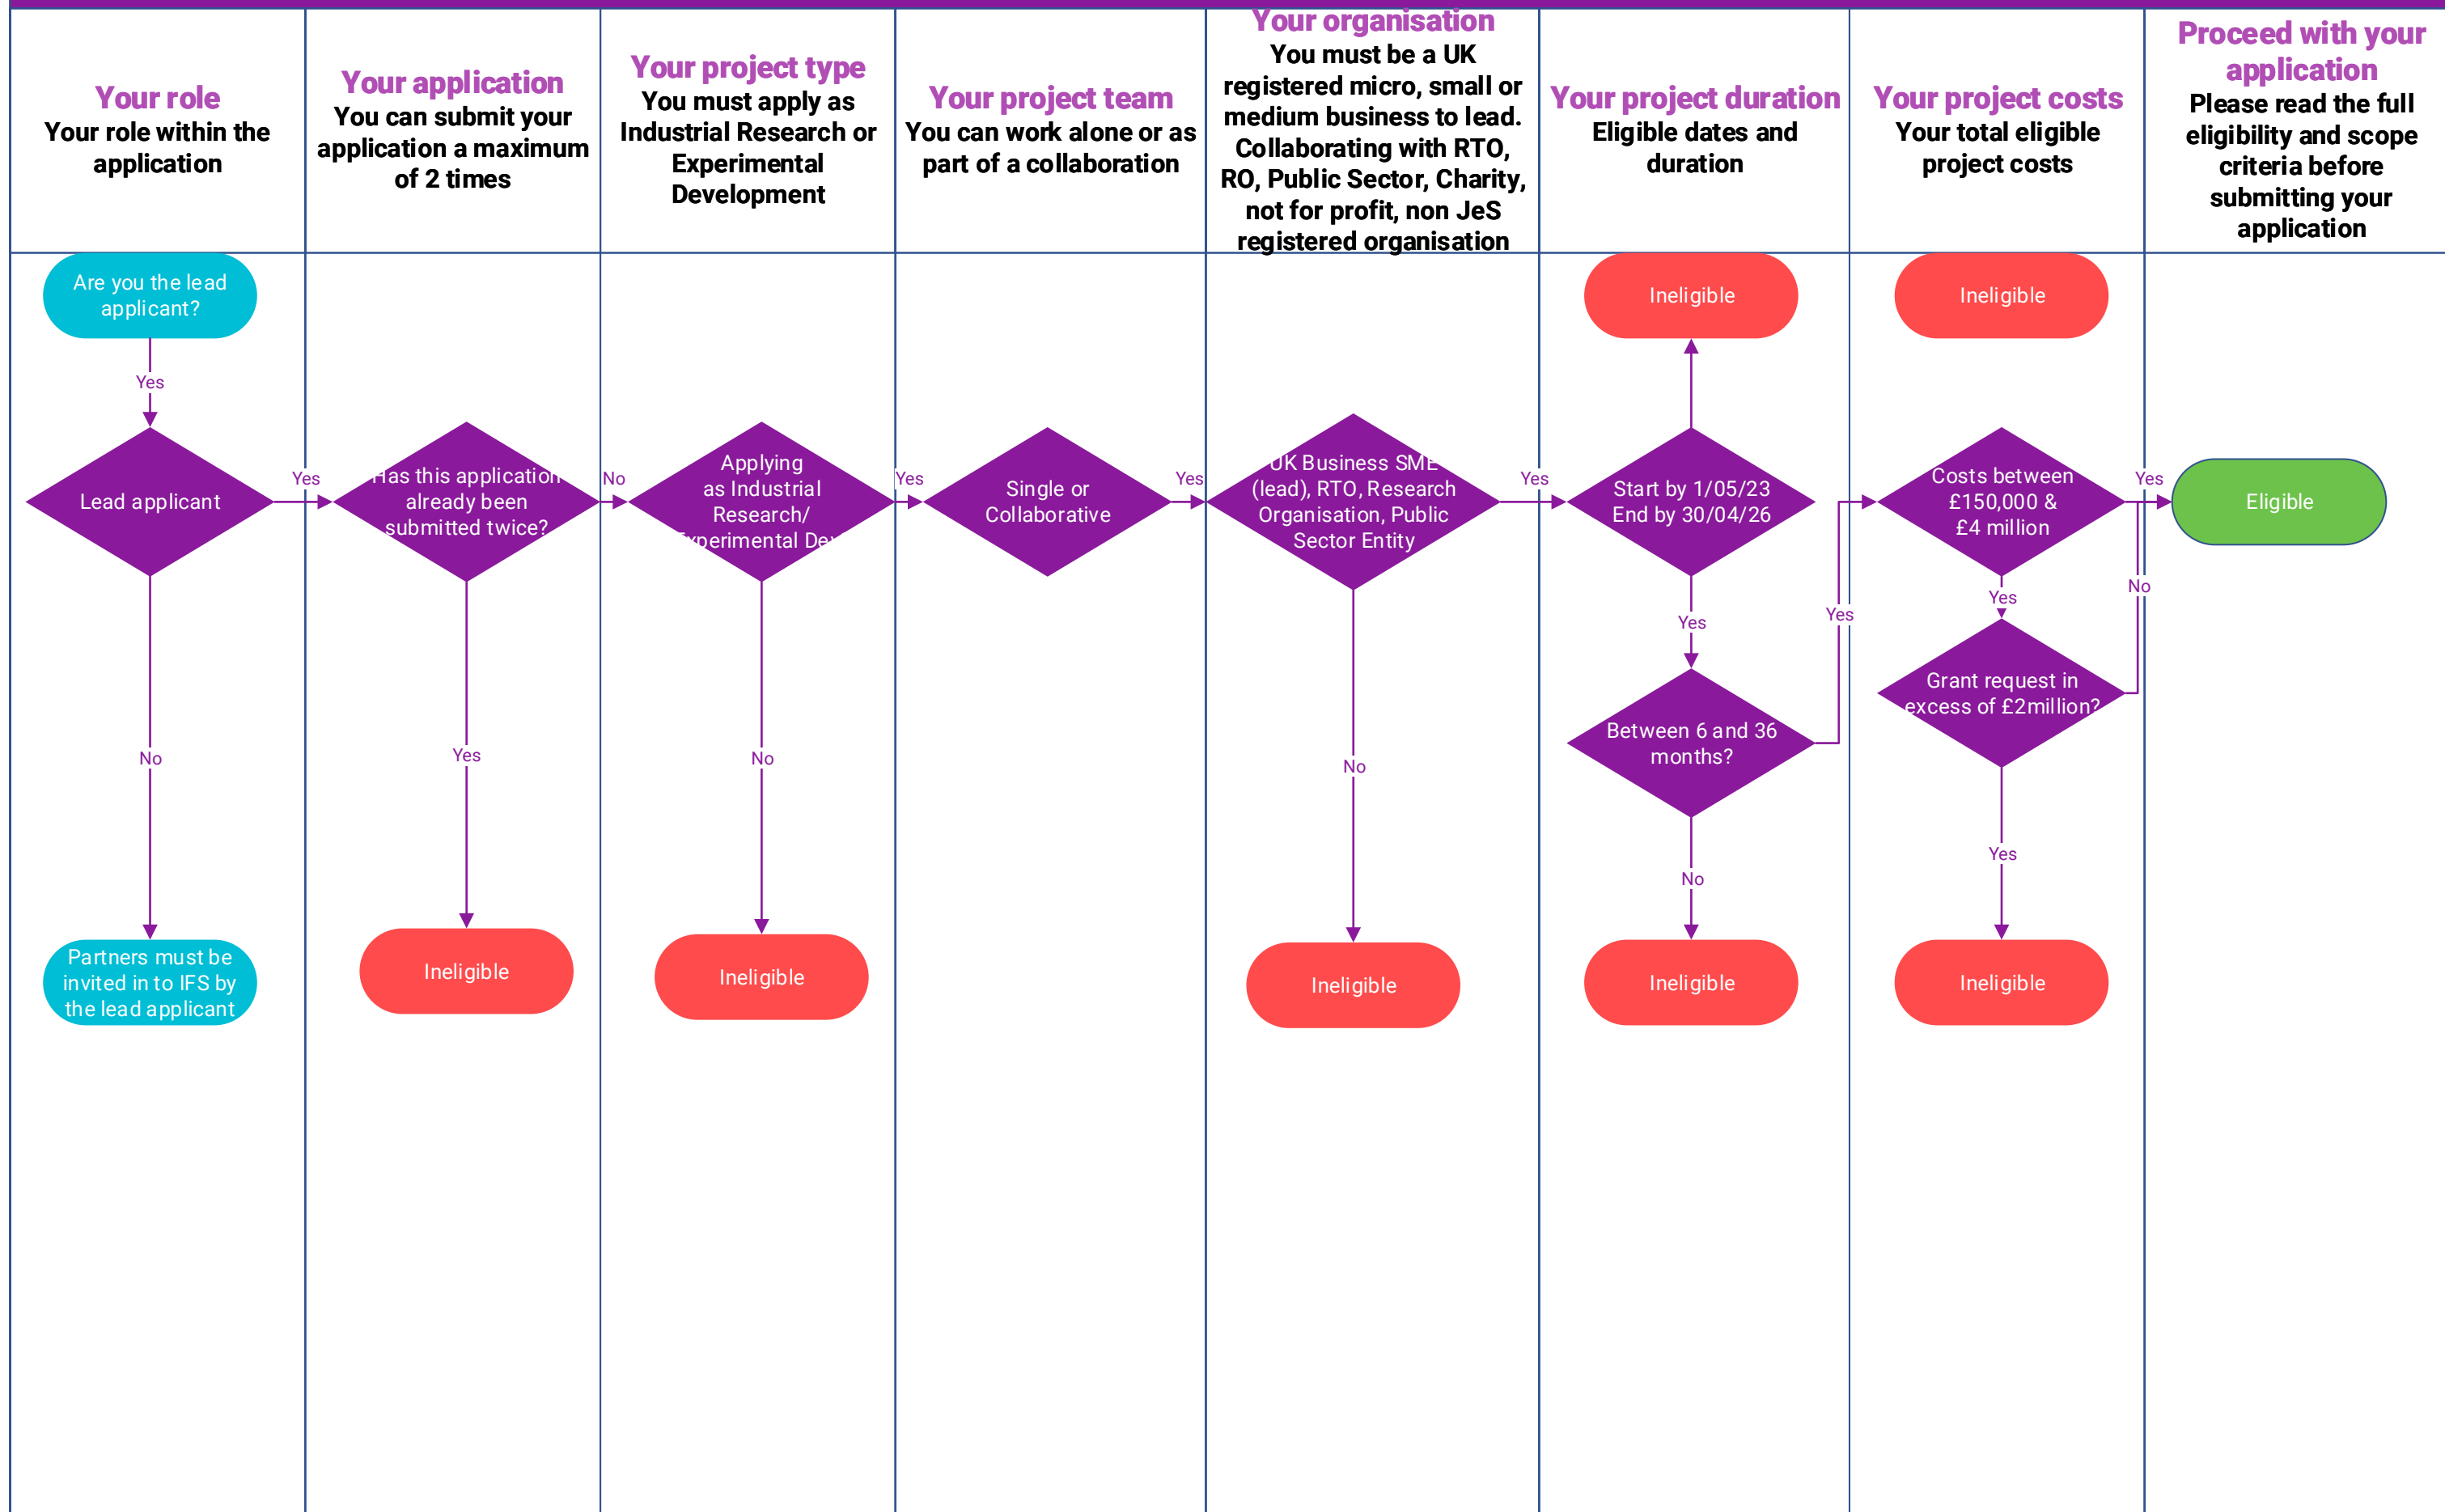 Your role
Your role within the
application
Your application
You can submit your
application a maximum
of 2 times
Your project type
You must apply as
Industrial Research or
Experimental
Development
Your project team
You can work alone or as
part of a collaboration
Your organisation
You must be a UK
registered micro, small or
medium business to lead.
Collaborating with RTO,
RO, Public Sector, Charity,
not for profit, non JeS
registered organisation
Your project duration
Eligible dates and
duration
Your project costs
Your total eligible
project costs
Proceed with your
application
Please read the full
eligibility and scope
criteria before
submitting your
application
Are you the lead
applicant?
Yes
Lead applicant
Yes
No
Partners must be
invited in to IFS by
the lead applicant
Has this application
already been
submitted twice?
No
Yes
Ineligible
Applying
as Industrial
Research/
Experimental Dev
Yes
No
Ineligible
Single or
Collaborative
Yes
UK Business SME
(lead), RTO, Research
Organisation, Public
Sector Entity
Yes
No
Ineligible
Ineligible
Start by 1/05/23
End by 30/04/26
Yes
Between 6 and 36
months?
Yes
No
Ineligible
Ineligible
Costs between
£150,000 &
£4 million
Yes
Yes
Grant request in
excess of £2million?
No
Yes
Ineligible
Eligible